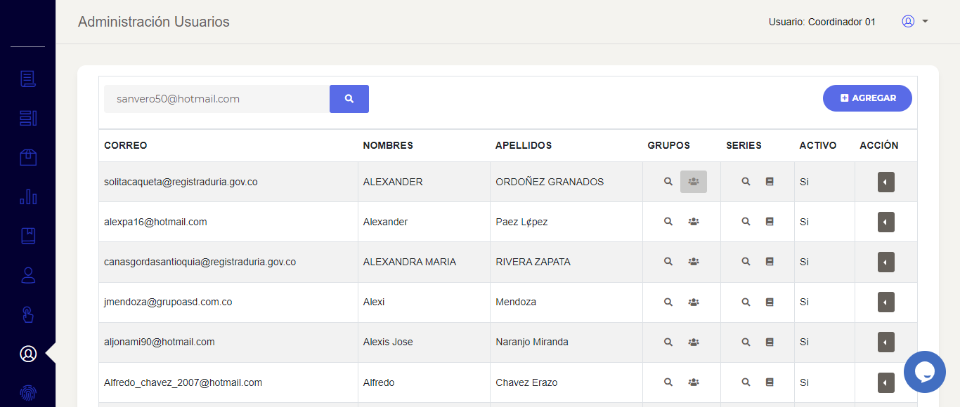 Administración Usuarios
Usuario: Coordinador 01
sanvero50@hotmail.com
AGREGAR
CORREO NOMBRES APELLIDOS GRUPOS SERIES ACTIVO ACCIÓN
solitacaqueta@registraduria.gov.co ALEXANDER ORDOÑEZ GRANADOS Si
alexpa16@hotmail.com Alexander Paez L¢pez Si
canasgordasantioquia@registraduria.gov.co ALEXANDRA MARIA RIVERA ZAPATA Si
jmendoza@grupoasd.com.co Alexi Mendoza Si
aljonami90@hotmail.com Alexis Jose Naranjo Miranda Si
Alfredo_chavez_2007@hotmail.com Alfredo Chavez Erazo Si